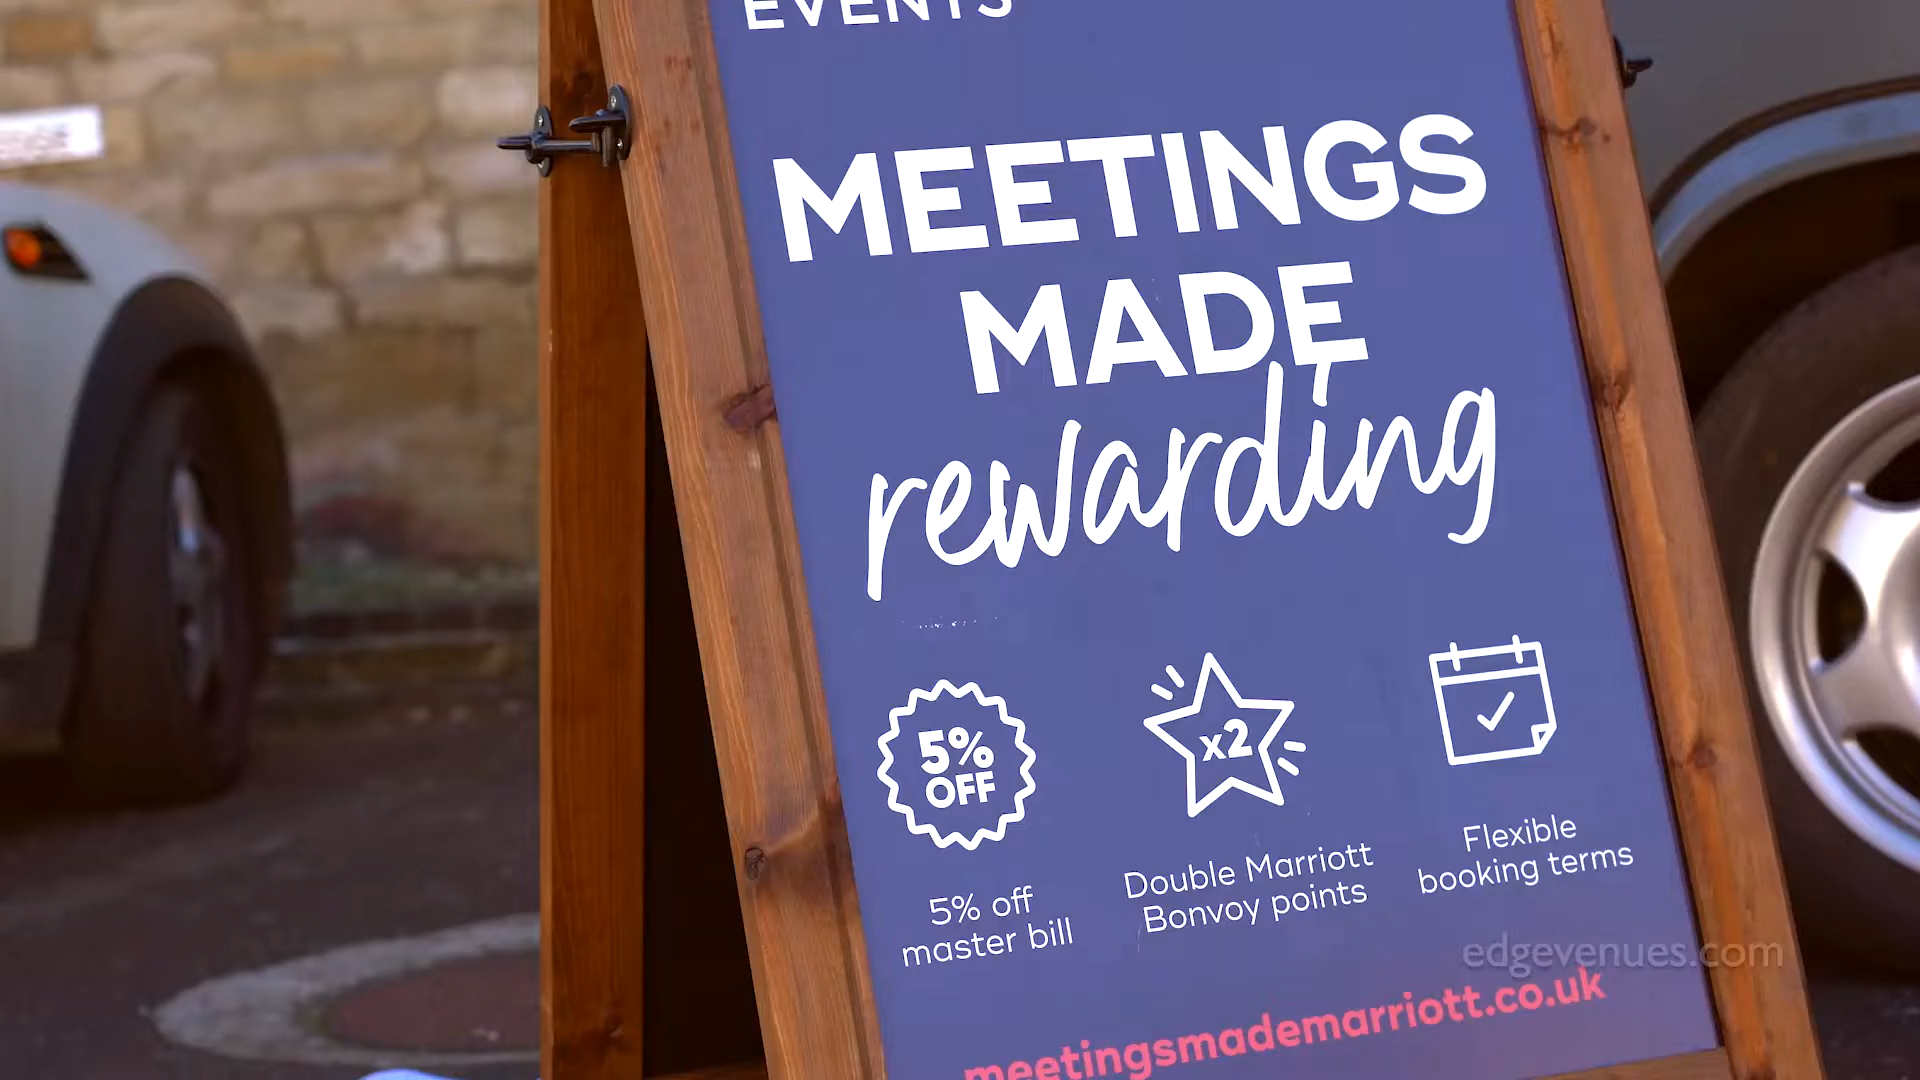 EVENTS
MEETINGS
MADE
rewarding
5%
OFF
x2
5% off
master bill
Double Marriott
Bonvoy points
Flexible
booking terms
edgevenues.com
meetingsmademarriott.co.uk